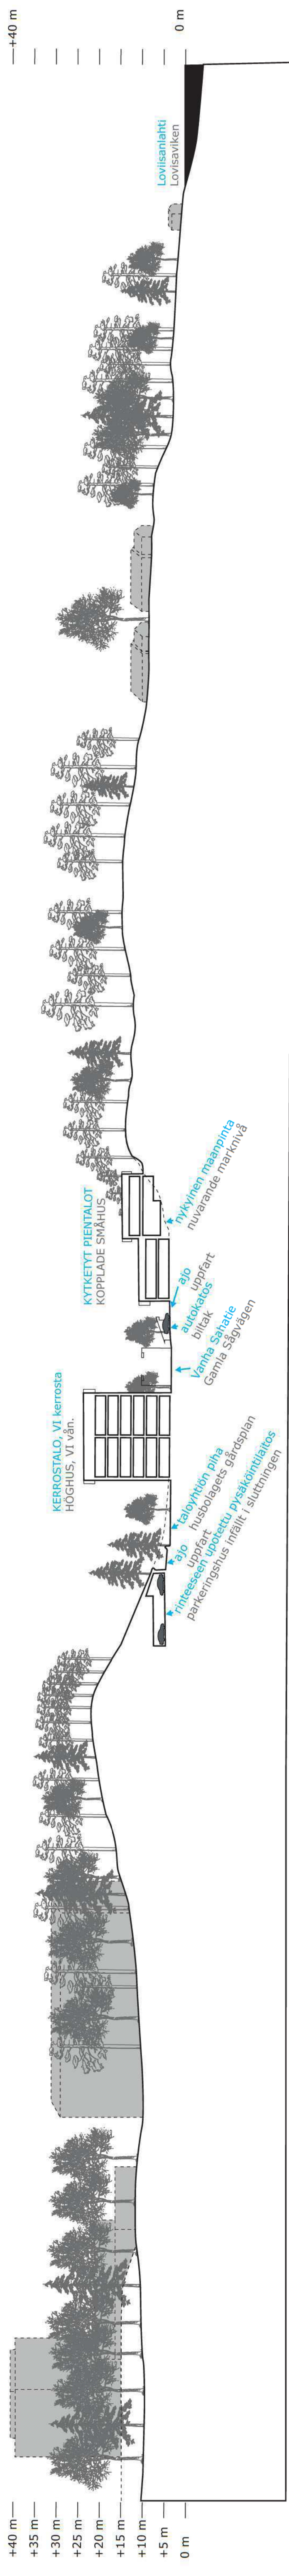 +40 m
+35 m
+30 m
+25 m
+20 m
+15 m
+10 m
+5 m
0 m
KERROSTALO, VI kerrosta
HÖGHUS, VI vån.
KYTKETYT PIENTALOT
KOPPLADE SMÅHUS
rinteeseen upotettu pysäköintilaitos
parkeringshus infällt i sluttningen
ajo
uppfart
taloyhtiön piha
husbolagets gårdsplan
Vanha Sahatie
Gamla Sågvägen
autokatos
biltak
ajo
uppfart
nykyinen maanpinta
nuvarande marknivå
Loviisanlahti
Lovisaviken
+40 m
0 m